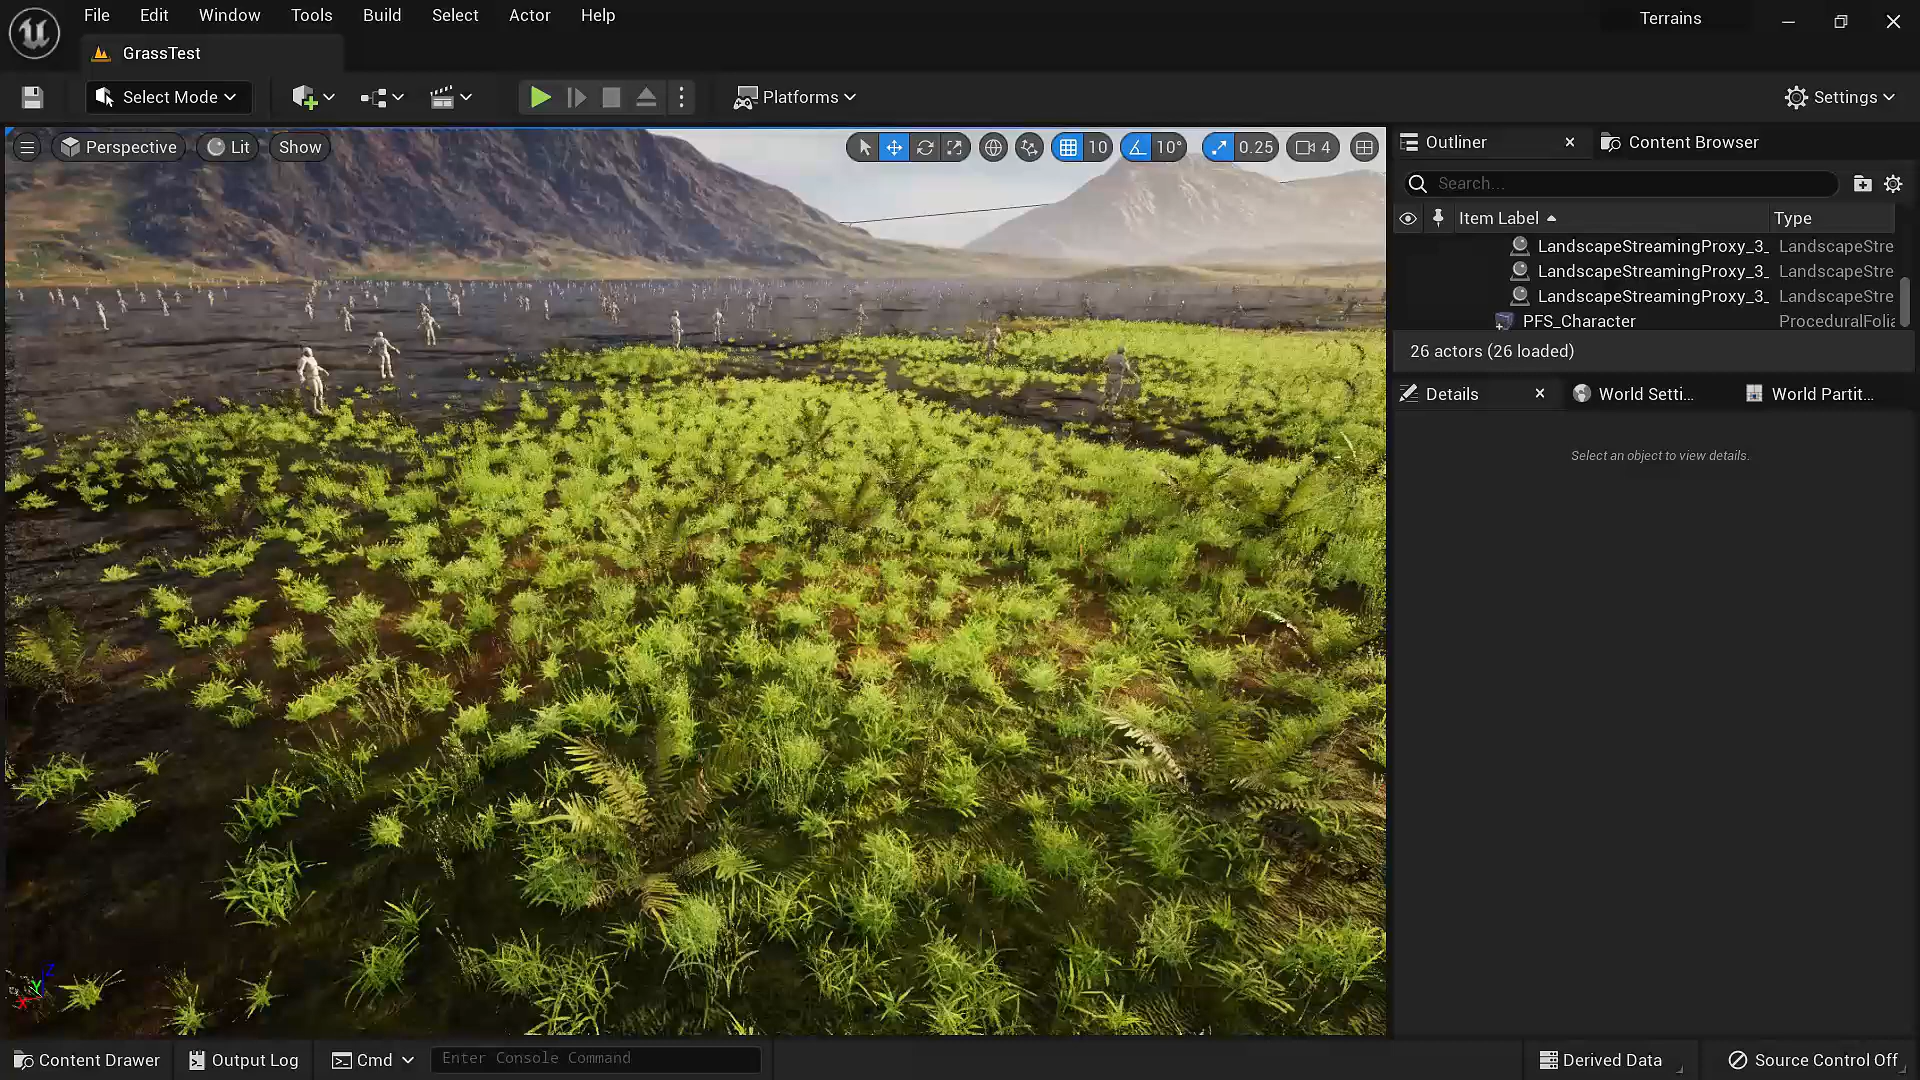 File Edit Window Tools Build Select Actor Help
Terrains
GrassTest
Select Mode
Platforms
Settings
Perspective Lit Show
10 10° 0.25 4
Outliner
Content Browser
Search...
Item Label Type
LandscapeStreamingProxy_3_ LandscapeStre
LandscapeStreamingProxy_3_ LandscapeStre
LandscapeStreamingProxy_3_ LandscapeStre
PFS_Character ProceduralFolia
26 actors (26 loaded)
Details World Setti... World Partit...
Select an object to view details.
Z
Y
X
Content Drawer Output Log Cmd Enter Console Command Derived Data Source Control Off